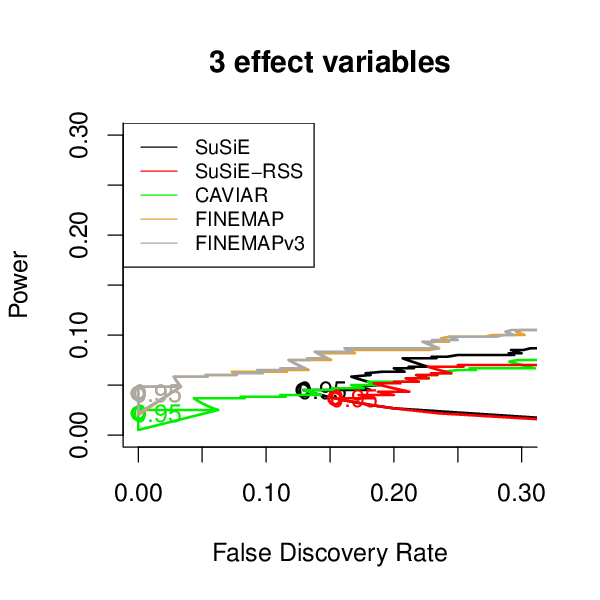 3 effect variables
Power
0.30
0.20
0.10
0.00
SuSiE
SuSiE−RSS
CAVIAR
FINEMAP
FINEMAPv3
0.95
0.95
0.95
0.95
0.00
0.10
0.20
0.30
False Discovery Rate